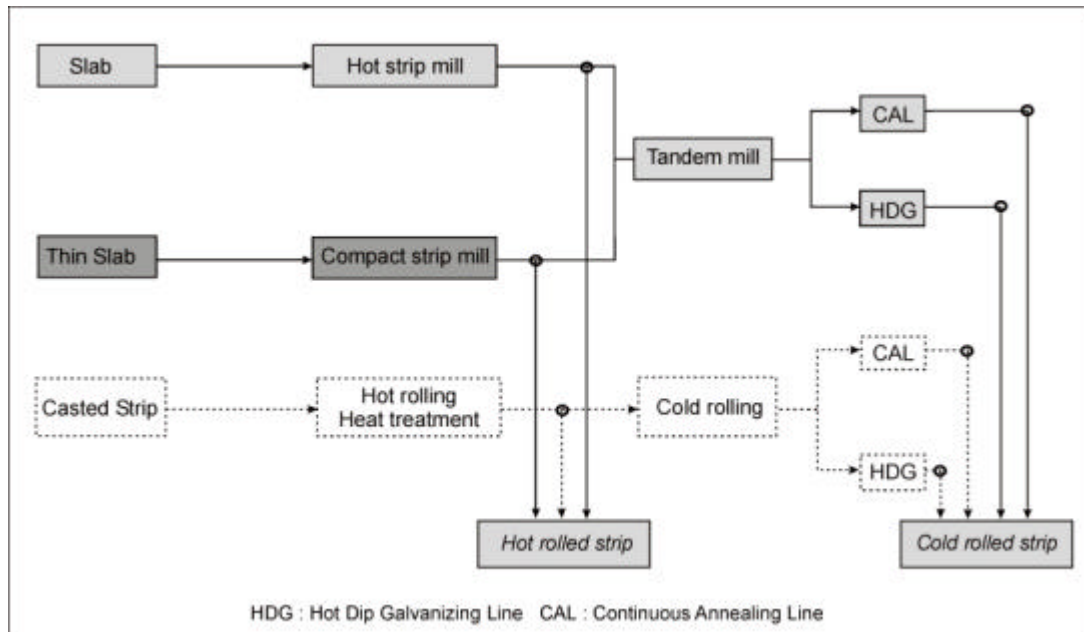 Slab
Hot strip mill
CAL
Tandem mill
HDG
Thin Slab
Compact strip mill
CAL
Casted Strip
Hot rolling
Heat treatment
Cold rolling
HDG
Hot rolled strip
Cold rolled strip
HDG : Hot Dip Galvanizing Line CAL : Continuous Annealing Line